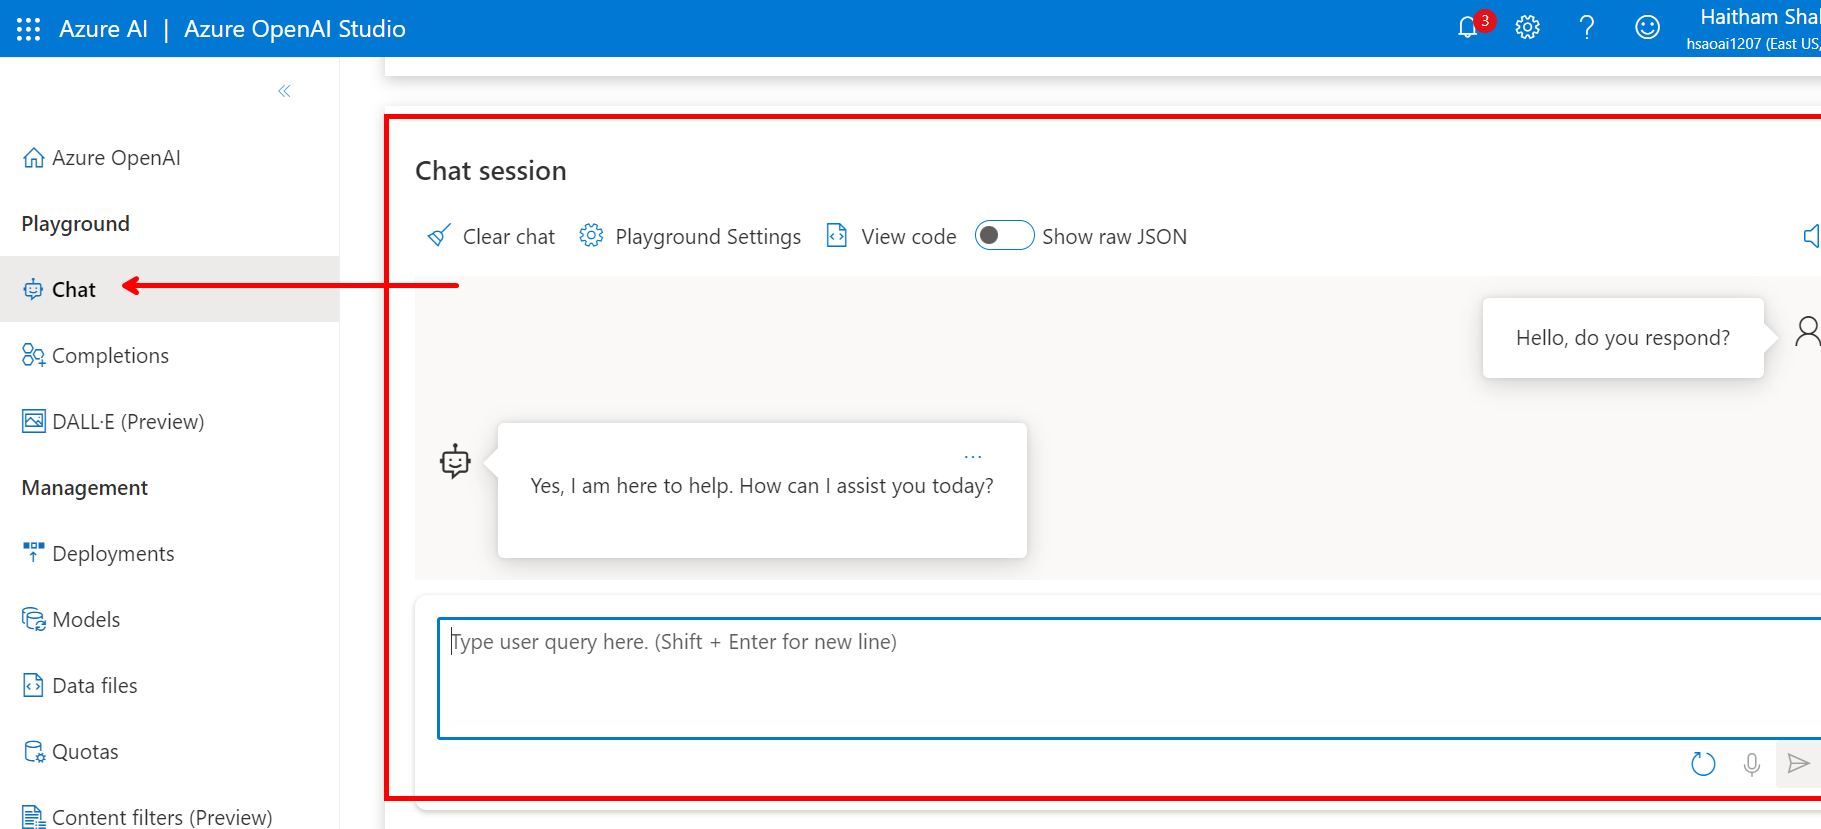 Azure AI | Azure OpenAI Studio
3
Haitham Sha
hsaoai1207 (East US,
Azure OpenAI
Playground
Chat
Completions
DALL·E (Preview)
Management
Deployments
Models
Data files
Quotas
Content filters (Preview)
Chat session
Clear chat
Playground Settings
View code
Show raw JSON
Hello, do you respond?
...
Yes, I am here to help. How can I assist you today?
Type user query here. (Shift + Enter for new line)